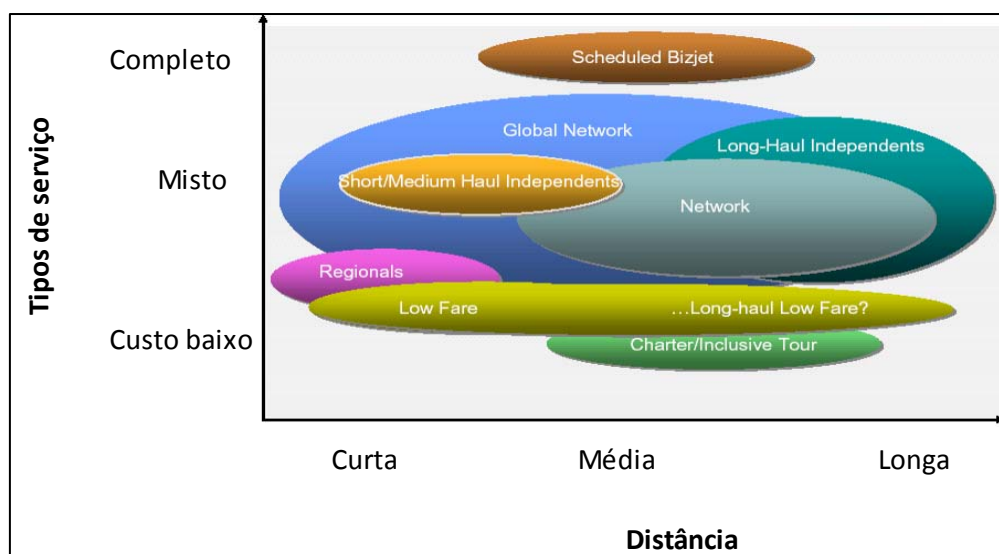 Completo
Scheduled Bizjet
Tipos de serviço
Global Network
Long-Haul Independents
Misto
Short/Medium Haul Independents
Network
Regionals
Low Fare
…Long-haul Low Fare?
Custo baixo
Charter/Inclusive Tour
Curta
Média
Longa
Distância